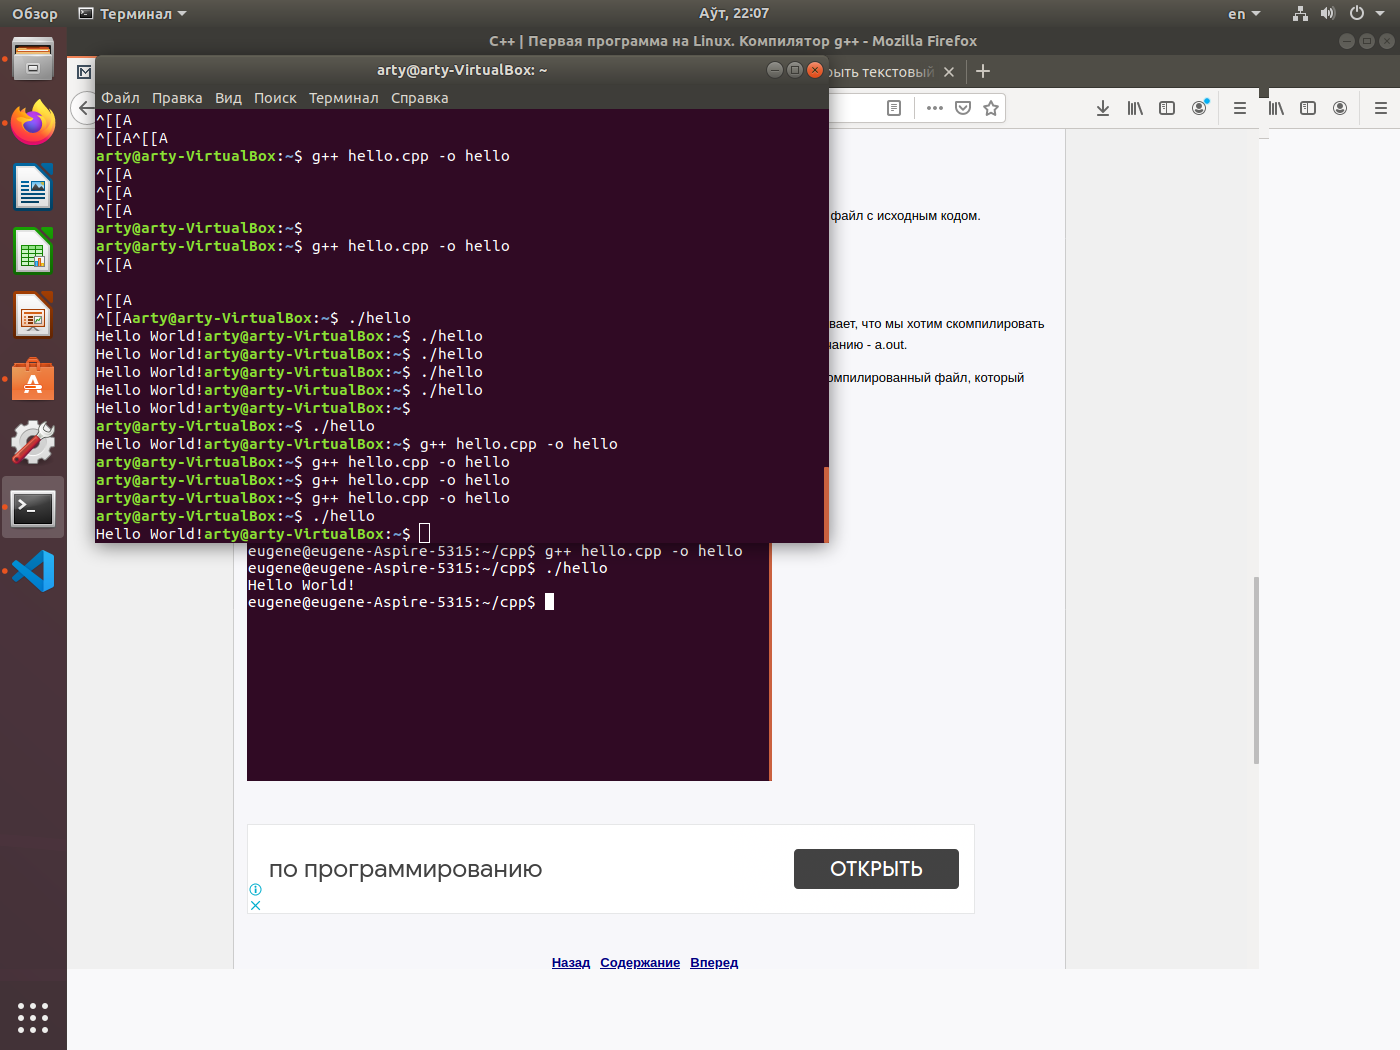 Обзор
Терминал
Аўт, 22:07
en
C++ | Первая программа на Linux. Компилятор g++ - Mozilla Firefox
arty@arty-VirtualBox: ~
рыть текстовый
Файл Правка Вид Поиск Терминал Справка
^[[A
^[[A^[[A
arty@arty-VirtualBox:~$ g++ hello.cpp -o hello
^[[A
^[[A
^[[A
arty@arty-VirtualBox:~$
arty@arty-VirtualBox:~$ g++ hello.cpp -o hello
^[[A
^[[A
^[[Aarty@arty-VirtualBox:~$ ./hello
Hello World!arty@arty-VirtualBox:~$ ./hello
Hello World!arty@arty-VirtualBox:~$ ./hello
Hello World!arty@arty-VirtualBox:~$ ./hello
Hello World!arty@arty-VirtualBox:~$ ./hello
Hello World!arty@arty-VirtualBox:~$
arty@arty-VirtualBox:~$ ./hello
Hello World!arty@arty-VirtualBox:~$ g++ hello.cpp -o hello
arty@arty-VirtualBox:~$ g++ hello.cpp -o hello
arty@arty-VirtualBox:~$ g++ hello.cpp -o hello
arty@arty-VirtualBox:~$ g++ hello.cpp -o hello
arty@arty-VirtualBox:~$ ./hello
Hello World!arty@arty-VirtualBox:~$
файл с исходным кодом.
вает, что мы хотим скомпилировать
чанию - a.out.
омпилированный файл, который
eugene@eugene-Aspire-5315:~/cpp$ g++ hello.cpp -o hello
eugene@eugene-Aspire-5315:~/cpp$ ./hello
Hello World!
eugene@eugene-Aspire-5315:~/cpp$
по программированию
ОТКРЫТЬ
Назад Содержание Вперед